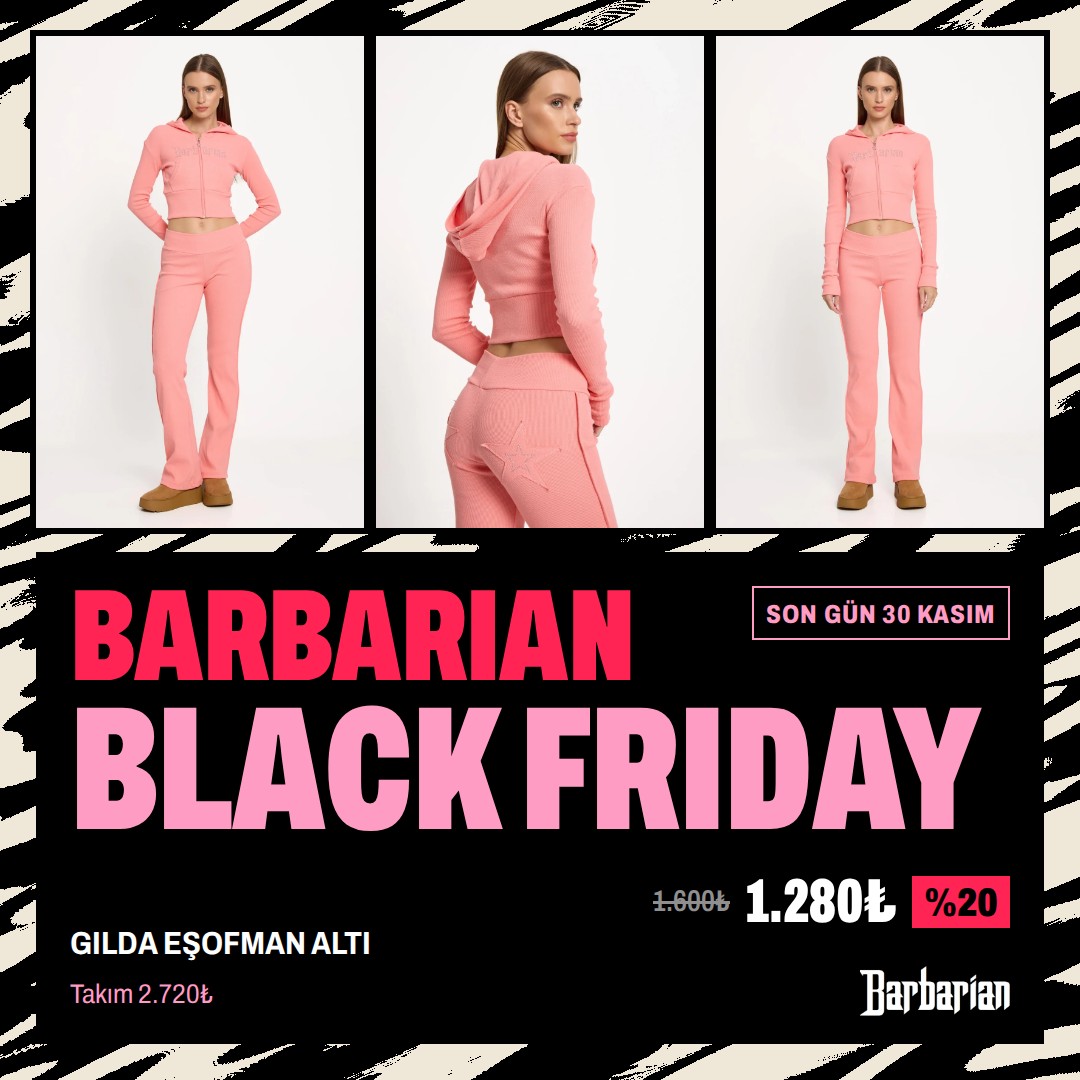 BARBARIAN
SON GÜN 30 KASIM
BLACK FRIDAY
1.600₺ 1.280₺ %20
GILDA EŞOFMAN ALTI
Takım 2.720₺
Barbarian